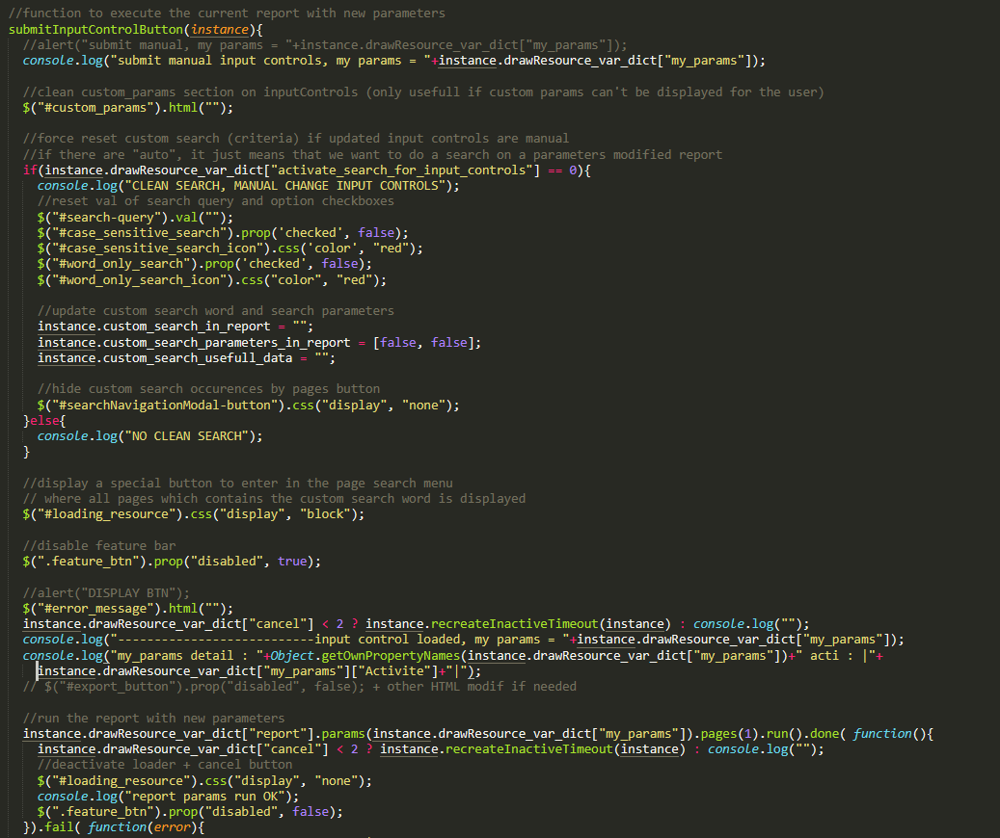 //function to execute the current report with new parameters
submitInputControlButton(instance){
//alert("submit manual, my params = "+instance.drawResource_var_dict["my_params"]);
console.log("submit manual input controls, my params = "+instance.drawResource_var_dict["my_params"]);
//clean custom_params section on inputControls (only usefull if custom params can't be displayed for the user)
$("#custom_params").html("");
//force reset custom search (criteria) if updated input controls are manual
//if there are "auto", it just means that we want to do a search on a parameters modified report
if(instance.drawResource_var_dict["activate_search_for_input_controls"] == 0){
console.log("CLEAN SEARCH, MANUAL CHANGE INPUT CONTROLS");
//reset val of search query and option checkboxes
$("#search-query").val("");
$("#case_sensitive_search").prop('checked', false);
$("#case_sensitive_search_icon").css('color', "red");
$("#word_only_search").prop('checked', false);
$("#word_only_search_icon").css("color", "red");
//update custom search word and search parameters
instance.custom_search_in_report = "";
instance.custom_search_parameters_in_report = [false, false];
instance.custom_search_usefull_data = "";
//hide custom search occurences by pages button
$("#searchNavigationModal-button").css("display", "none");
}else{
console.log("NO CLEAN SEARCH");
}
//display a special button to enter in the page search menu
// where all pages which contains the custom search word is displayed
$("#loading_resource").css("display", "block");
//disable feature bar
$(".feature_btn").prop("disabled", true);
//alert("DISPLAY BTN");
$("#error_message").html("");
instance.drawResource_var_dict["cancel"] < 2 ? instance.recreateInactiveTimeout(instance) : console.log("");
console.log("---------------------------input control loaded, my params = "+instance.drawResource_var_dict["my_params"]);
console.log("my_params detail : "+Object.getOwnPropertyNames(instance.drawResource_var_dict["my_params"])+" acti : |"+
instance.drawResource_var_dict["my_params"]["Activite"]+"|");
// $("#export_button").prop("disabled", false); + other HTML modif if needed
//run the report with new parameters
instance.drawResource_var_dict["report"].params(instance.drawResource_var_dict["my_params"]).pages(1).run().done( function(){
instance.drawResource_var_dict["cancel"] < 2 ? instance.recreateInactiveTimeout(instance) : console.log("");
//deactivate loader + cancel button
$("#loading_resource").css("display", "none");
console.log("report params run OK");
$(".feature_btn").prop("disabled", false);
}).fail( function(error){